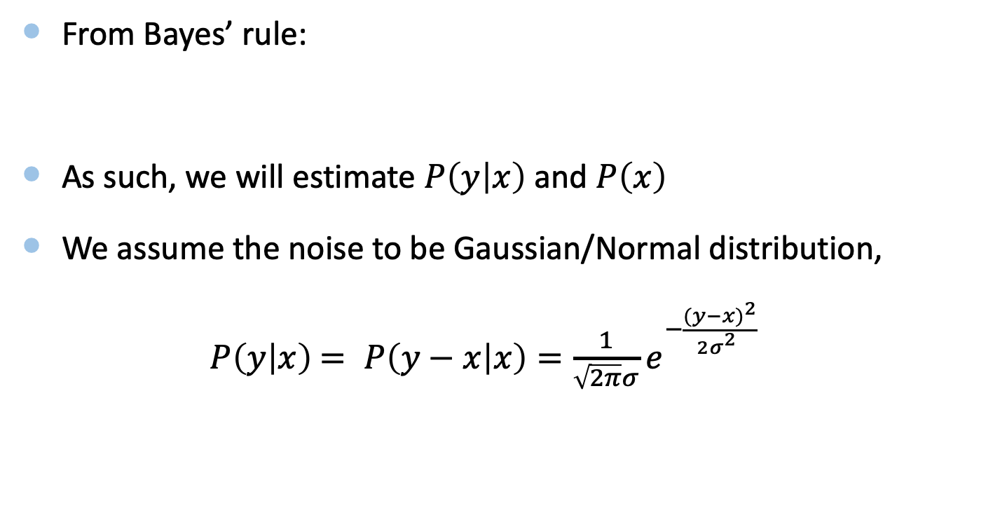 • From Bayes’ rule:
• As such, we will estimate P(y|x) and P(x)
• We assume the noise to be Gaussian/Normal distribution,
P(y|x) = P(y − x|x) = \frac{1}{\sqrt{2\pi}\sigma} e^{-\frac{(y-x)^2}{2\sigma^2}}